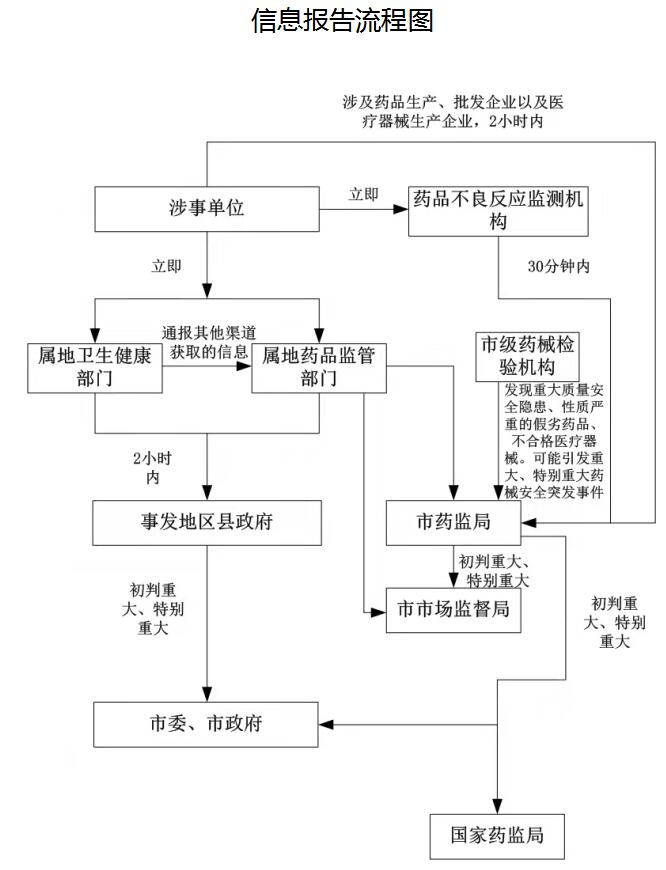 信息报告流程图
涉及药品生产、批发企业以及医
疗器械生产企业，2小时内
涉事单位
立即
药品不良反应监测机
构
立即
30分钟内
属地卫生健康
部门
通报其他渠道
获取的信息
属地药品监管
部门
市级药械检
验机构
发现重大质量安
全隐患、性质严
重的假劣药品、
不合格医疗器
械。可能引发重
大、特别重大药
械安全突发事件
2小时
内
事发地区县政府
市药监局
初判重大、
特别重大
初判重
大、特别
重大
市市场监督局
初判重
大、特别
重大
市委、市政府
国家药监局